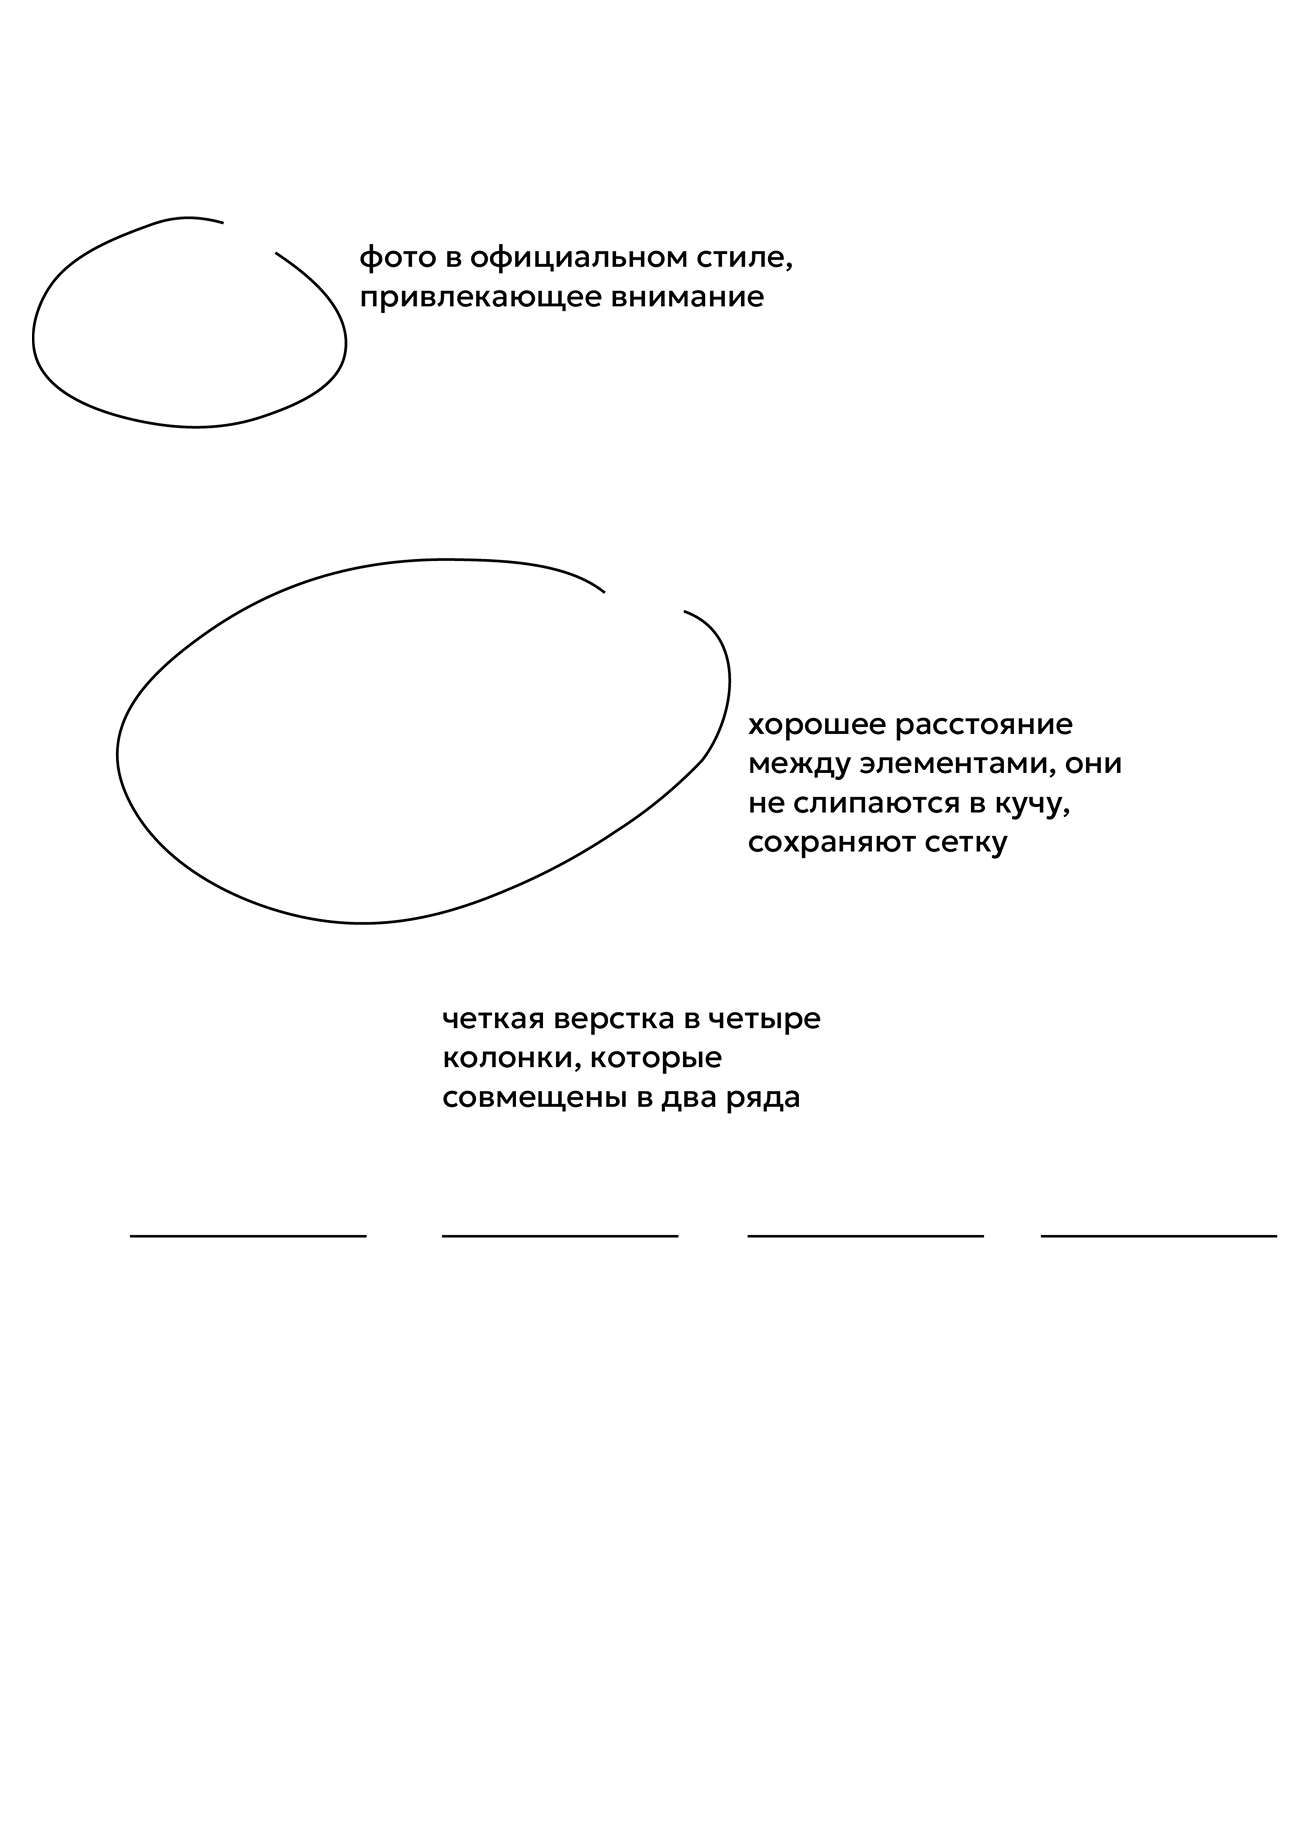 фото в официальном стиле,
привлекающее внимание
хорошее расстояние
между элементами, они
не слипаются в кучу,
сохраняют сетку
четкая верстка в четыре
колонки, которые
совмещены в два ряда